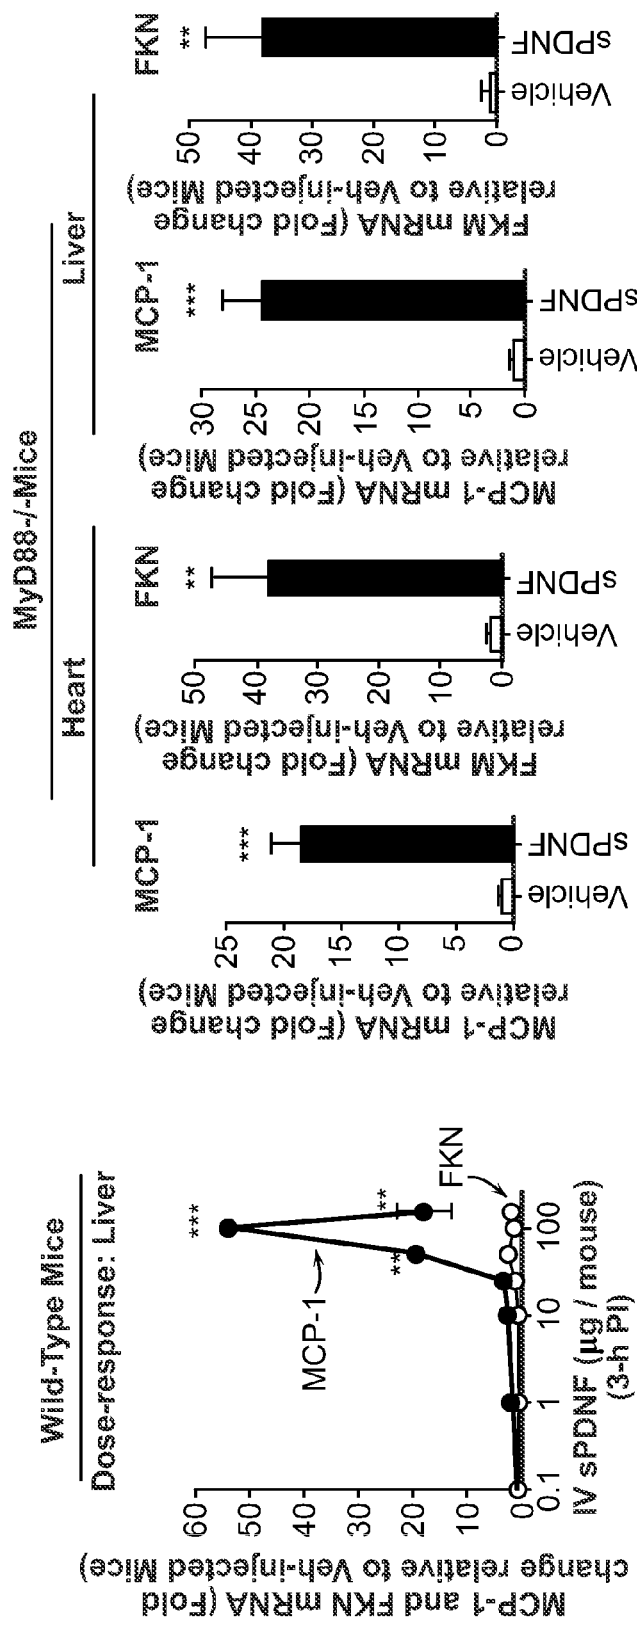 Wild-Type Mice
Dose-response: Liver
MCP-1 and FKN mRNA (Fold
change relative to Veh-injected Mice)
60
50
40
30
20
10
0
***
**
**
MCP-1
FKN
0.1
1
10
100
IV sPDNF (µg / mouse)
(3-h PI)
MyD88-/-Mice
Heart
Liver
MCP-1
MCP-1 mRNA (Fold change
relative to Veh-injected Mice)
25
20
15
10
5
0
***
Vehicle
sPDNF
FKN
FKM mRNA (Fold change
relative to Veh-injected Mice)
50
40
30
20
10
0
**
Vehicle
sPDNF
MCP-1
MCP-1 mRNA (Fold change
relative to Veh-injected Mice)
30
25
20
15
10
5
0
***
Vehicle
sPDNF
FKN
FKM mRNA (Fold change
relative to Veh-injected Mice)
50
40
30
20
10
0
**
Vehicle
sPDNF